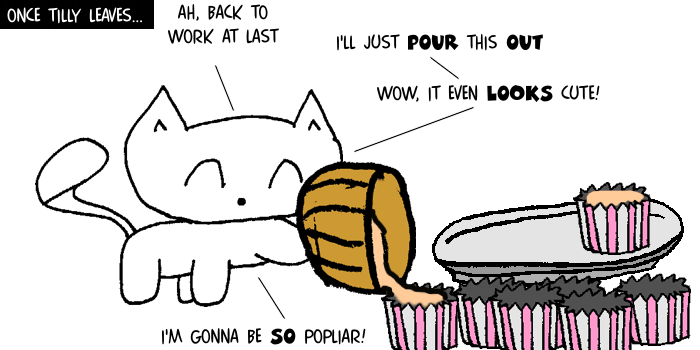 ONCE TILLY LEAVES...
AH, BACK TO
WORK AT LAST
I'LL JUST POUR THIS OUT
WOW, IT EVEN LOOKS CUTE!
I'M GONNA BE SO POPLIAR!